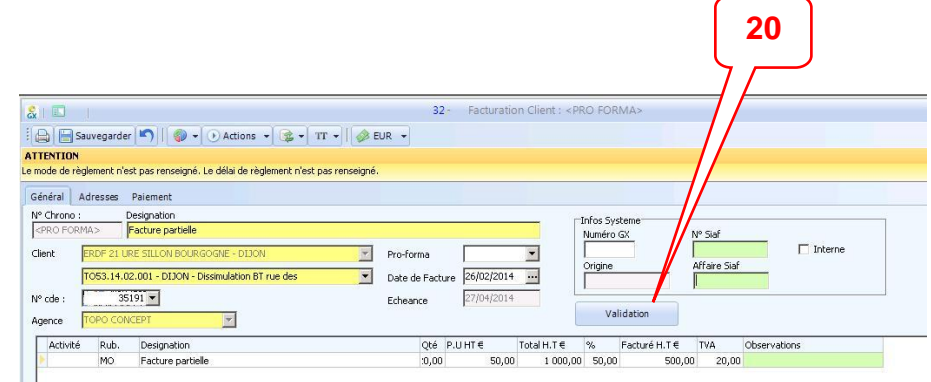 20
32 - Facturation Client : <PRO FORMA>
Sauvegarder Actions TT EUR
ATTENTION
Le mode de règlement n'est pas renseigné. Le délai de règlement n'est pas renseigné.
Général Adresses Paiement
N° Chrono : Designation
<PRO FORMA> Facture partielle
Infos Systeme
Numéro GX N° Siaf
Interne
Client ERDF 21 URE SILLON BOURGOGNE - DIJON Pro-forma
Origine Affaire Siaf
TO53.14.02.001 - DIJON - Dissimulation BT rue des Date de Facture 26/02/2014 ...
N° cde : 35191 Echeance 27/04/2014
Validation
Agence TOPO CONCEPT
Activité Rub. Designation Qté P.U HT € Total H.T € % Facturé H.T € TVA Observations
MO Facture partielle :0,00 50,00 1 000,00 50,00 500,00 20,00